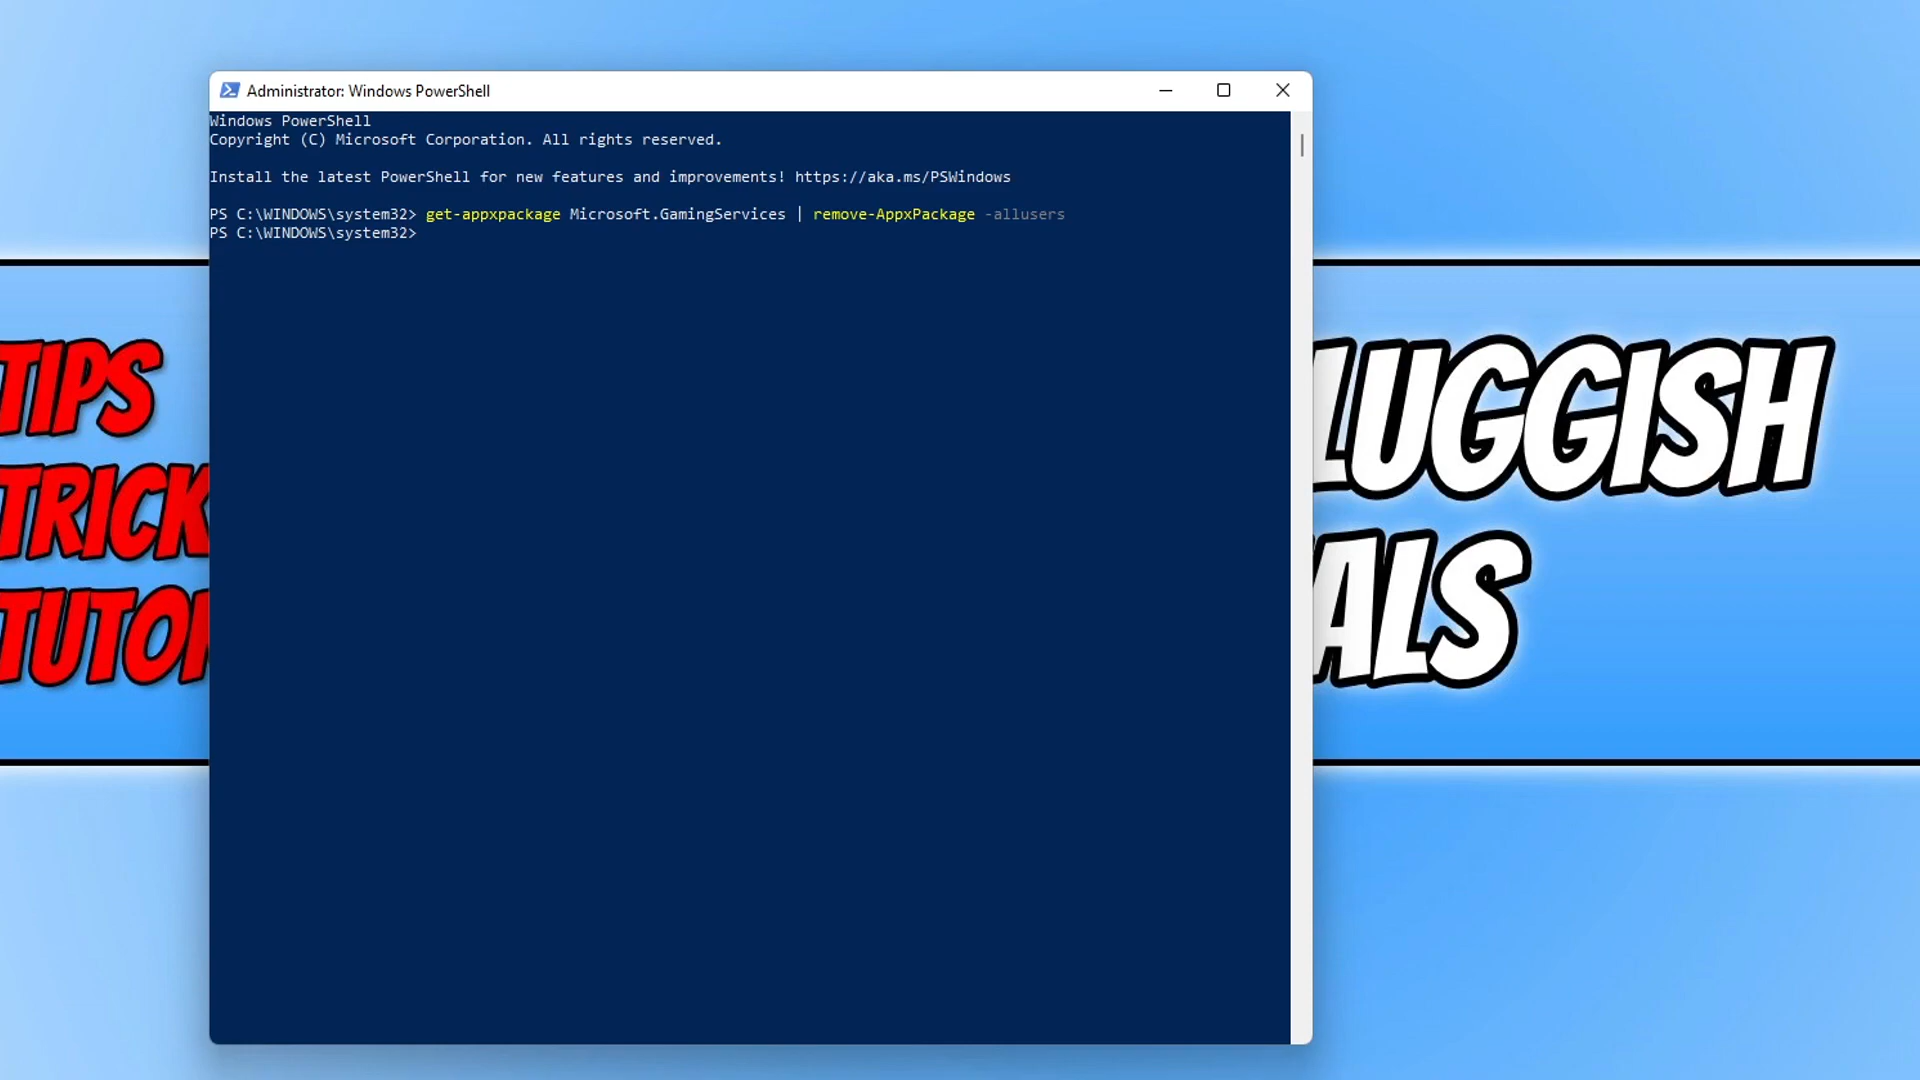 Administrator: Windows PowerShell
Windows PowerShell
Copyright (C) Microsoft Corporation. All rights reserved.
Install the latest PowerShell for new features and improvements! https://aka.ms/PSWindows
PS C:\WINDOWS\system32> get-appxpackage Microsoft.GamingServices | remove-AppxPackage -allusers
PS C:\WINDOWS\system32>
TIPS
TRICK
TUTOR
LUGGISH
ALS